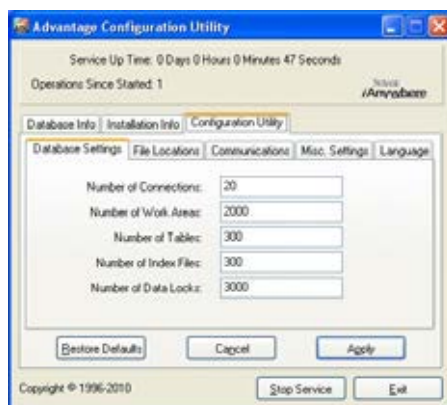 Advantage Configuration Utility
Service Up Time: 0 Days 0 Hours 0 Minutes 47 Seconds
Operations Since Started: 1
iAnywhere
Database Info Installation Info Configuration Utility
Database Settings File Locations Communications Misc. Settings Language
Number of Connections: 20
Number of Work Areas: 2000
Number of Tables: 300
Number of Index Files: 300
Number of Data Locks: 3000
Restore Defaults Cancel Apply
Copyright © 1996-2010 Stop Service Exit